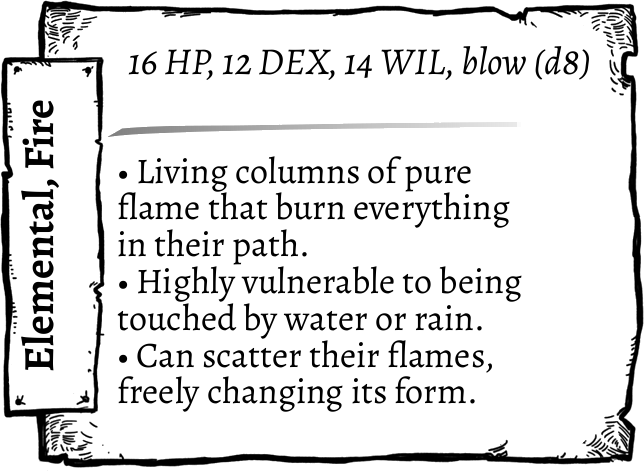 16 HP, 12 DEX, 14 WIL, blow (d8)
Elemental, Fire
• Living columns of pure
flame that burn everything
in their path.
• Highly vulnerable to being
touched by water or rain.
• Can scatter their flames,
freely changing its form.